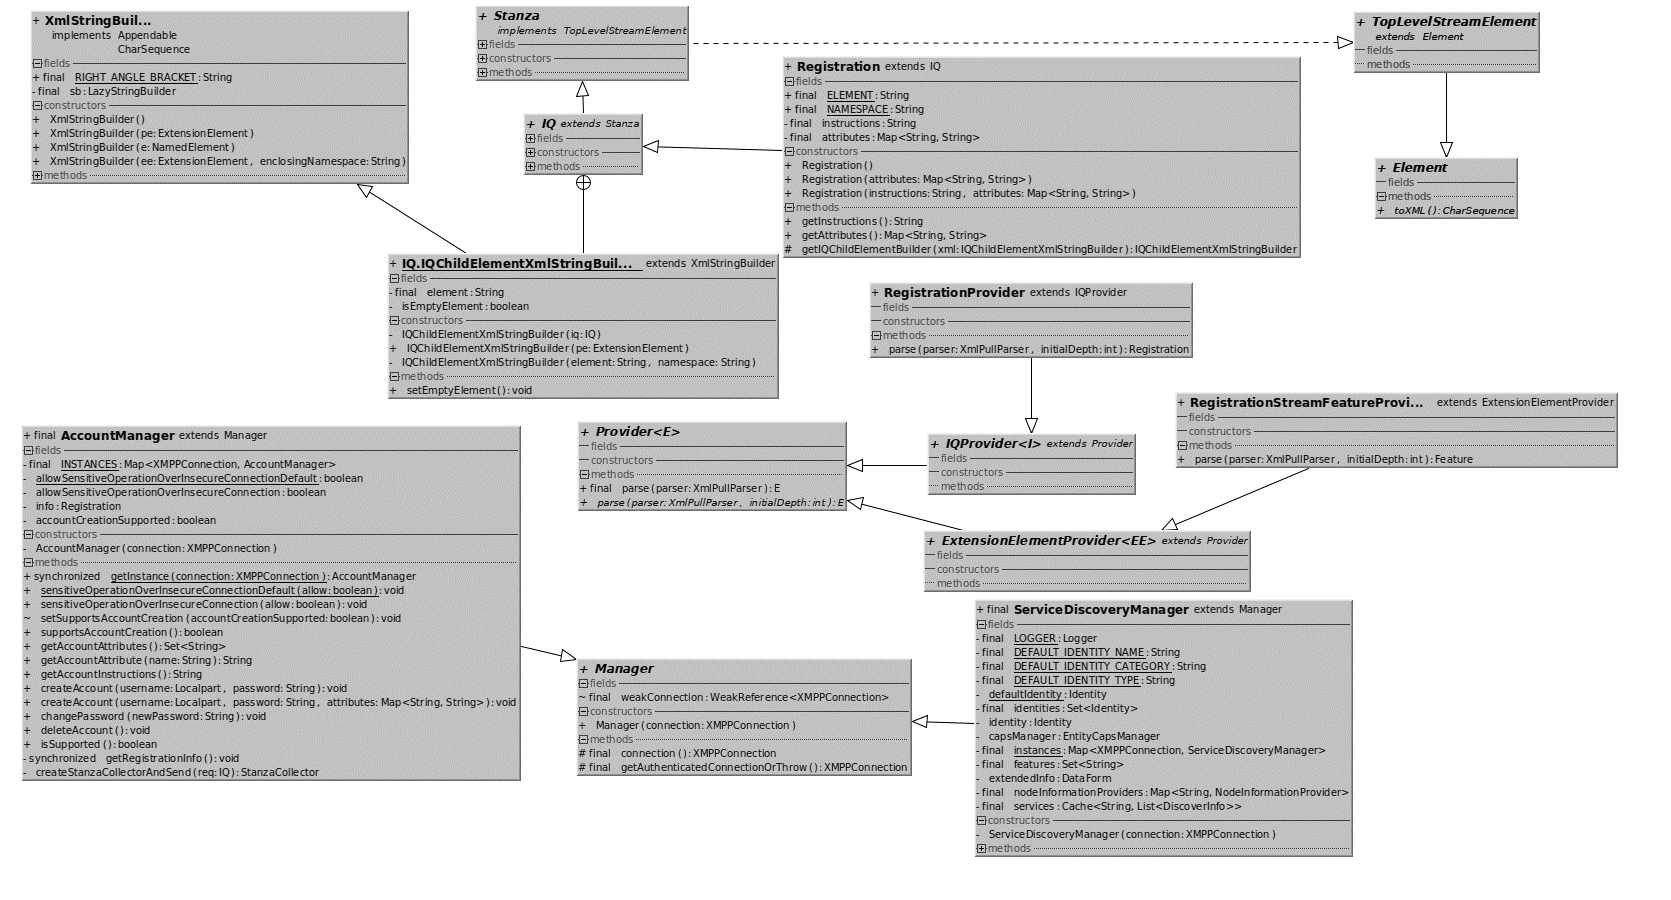 + XmlStringBuil...
implements Appendable
CharSequence
fields
+ final RIGHT_ANGLE_BRACKET:String
- final sb:LazyStringBuilder
constructors
+ XmlStringBuilder()
+ XmlStringBuilder(pe:ExtensionElement)
+ XmlStringBuilder(e:NamedElement)
+ XmlStringBuilder(ee:ExtensionElement, enclosingNamespace:String)
methods
+ Stanza
implements TopLevelStreamElement
fields
constructors
methods
+ TopLevelStreamElement
extends Element
fields
methods
+ IQ extends Stanza
fields
constructors
methods
+ Registration extends IQ
fields
+ final ELEMENT:String
+ final NAMESPACE:String
- final instructions:String
- final attributes:Map<String, String>
constructors
+ Registration()
+ Registration(attributes:Map<String, String>)
+ Registration(instructions:String, attributes:Map<String, String>)
methods
+ getInstructions():String
+ getAttributes():Map<String, String>
# getIQChildElementBuilder(xml:IQChildElementXmlStringBuilder):IQChildElementXmlStringBuilder
+ Element
fields
methods
+ toXML():CharSequence
+ IQ.IQChildElementXmlStringBuil... extends XmlStringBuilder
fields
- final element:String
- isEmptyElement:boolean
constructors
- IQChildElementXmlStringBuilder(iq:IQ)
+ IQChildElementXmlStringBuilder(pe:ExtensionElement)
- IQChildElementXmlStringBuilder(element:String, namespace:String)
methods
+ setEmptyElement():void
+ RegistrationProvider extends IQProvider
fields
constructors
methods
+ parse(parser:XmlPullParser, initialDepth:int):Registration
+ RegistrationStreamFeatureProvi... extends ExtensionElementProvider
fields
constructors
methods
+ parse(parser:XmlPullParser, initialDepth:int):Feature
+ final AccountManager extends Manager
fields
- final INSTANCES:Map<XMPPConnection, AccountManager>
- allowSensitiveOperationOverInsecureConnectionDefault:boolean
- allowSensitiveOperationOverInsecureConnection:boolean
- info:Registration
- accountCreationSupported:boolean
constructors
- AccountManager(connection:XMPPConnection)
methods
+ synchronized getInstance(connection:XMPPConnection):AccountManager
+ sensitiveOperationOverInsecureConnectionDefault(allow:boolean):void
+ sensitiveOperationOverInsecureConnection(allow:boolean):void
~ setSupportsAccountCreation(accountCreationSupported:boolean):void
+ supportsAccountCreation():boolean
+ getAccountAttributes():Set<String>
+ getAccountAttribute(name:String):String
+ getAccountInstructions():String
+ createAccount(username:Localpart, password:String):void
+ createAccount(username:Localpart, password:String, attributes:Map<String, String>):void
+ changePassword(newPassword:String):void
+ deleteAccount():void
+ isSupported():boolean
- synchronized getRegistrationInfo():void
- createStanzaCollectorAndSend(req:IQ):StanzaCollector
+ Provider<E>
fields
constructors
methods
+ final parse(parser:XmlPullParser):E
+ parse(parser:XmlPullParser, initialDepth:int):E
+ IQProvider<I> extends Provider
fields
constructors
methods
+ ExtensionElementProvider<EE> extends Provider
fields
constructors
methods
+ Manager
fields
~ final weakConnection:WeakReference<XMPPConnection>
constructors
+ Manager(connection:XMPPConnection)
methods
# final connection():XMPPConnection
# final getAuthenticatedConnectionOrThrow():XMPPConnection
+ final ServiceDiscoveryManager extends Manager
fields
- final LOGGER:Logger
- final DEFAULT_IDENTITY_NAME:String
- final DEFAULT_IDENTITY_CATEGORY:String
- final DEFAULT_IDENTITY_TYPE:String
- defaultIdentity:Identity
- final identities:Set<Identity>
- identity:Identity
- capsManager:EntityCapsManager
- final instances:Map<XMPPConnection, ServiceDiscoveryManager>
- final features:Set<String>
- extendedInfo:DataForm
- final nodeInformationProviders:Map<String, NodeInformationProvider>
- final services:Cache<String, List<DiscoverInfo>>
constructors
- ServiceDiscoveryManager(connection:XMPPConnection)
methods